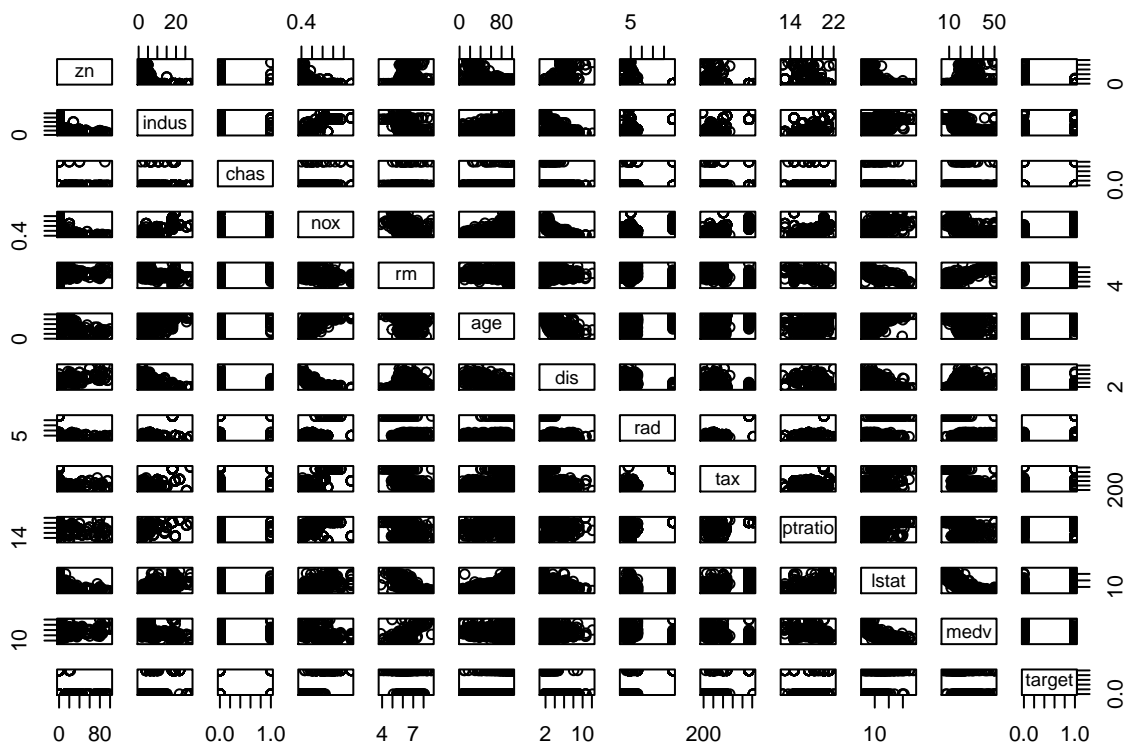 0 20 0.4 0 80 5 14 22 10 50
zn 0
0 indus
chas 0.0
0.4 nox
rm 4
0 age
dis 2
5 rad
tax 200
14 ptratio
lstat 10
10 medv
target 0.0
0 80 0.0 1.0 4 7 2 10 200 10 0.0 1.0